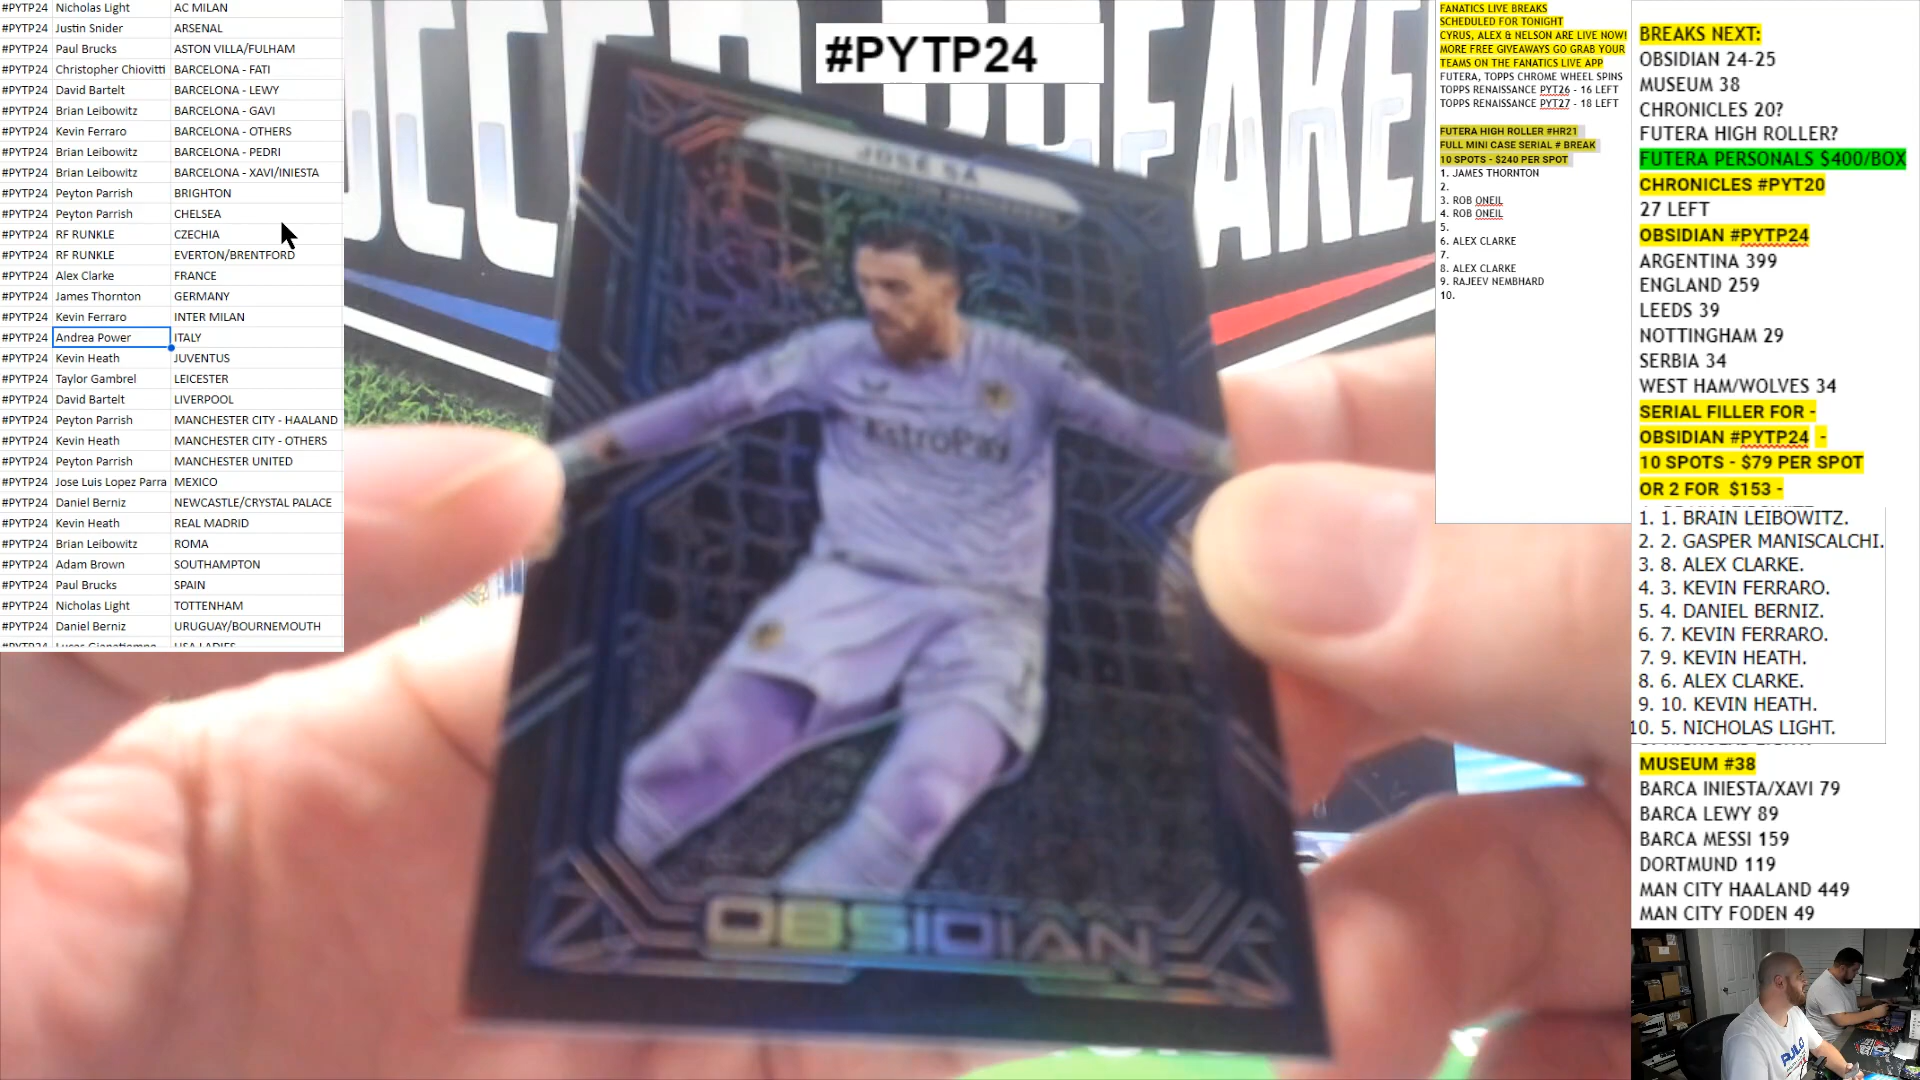 #PYTP24 Nicholas Light AC MILAN
#PYTP24 Justin Snider ARSENAL
#PYTP24 Paul Brucks ASTON VILLA/FULHAM
#PYTP24 Christopher Chiovitti BARCELONA - FATI
#PYTP24 David Bartelt BARCELONA - LEWY
#PYTP24 Brian Leibowitz BARCELONA - GAVI
#PYTP24 Kevin Ferraro BARCELONA - OTHERS
#PYTP24 Brian Leibowitz BARCELONA - PEDRI
#PYTP24 Brian Leibowitz BARCELONA - XAVI/INIESTA
#PYTP24 Peyton Parrish BRIGHTON
#PYTP24 Peyton Parrish CHELSEA
#PYTP24 RF RUNKLE CZECHIA
#PYTP24 RF RUNKLE EVERTON/BRENTFORD
#PYTP24 Alex Clarke FRANCE
#PYTP24 James Thornton GERMANY
#PYTP24 Kevin Ferraro INTER MILAN
#PYTP24 Andrea Power ITALY
#PYTP24 Kevin Heath JUVENTUS
#PYTP24 Taylor Gambrel LEICESTER
#PYTP24 David Bartelt LIVERPOOL
#PYTP24 Peyton Parrish MANCHESTER CITY - HAALAND
#PYTP24 Kevin Heath MANCHESTER CITY - OTHERS
#PYTP24 Peyton Parrish MANCHESTER UNITED
#PYTP24 Jose Luis Lopez Parra MEXICO
#PYTP24 Daniel Berniz NEWCASTLE/CRYSTAL PALACE
#PYTP24 Kevin Heath REAL MADRID
#PYTP24 Brian Leibowitz ROMA
#PYTP24 Adam Brown SOUTHAMPTON
#PYTP24 Paul Brucks SPAIN
#PYTP24 Nicholas Light TOTTENHAM
#PYTP24 Daniel Berniz URUGUAY/BOURNEMOUTH
#PYTP24
JOSÉ SÁ
AstroPay
OBSIDIAN
FANATICS LIVE BREAKS
SCHEDULED FOR TONIGHT
CYRUS, ALEX & NELSON ARE LIVE NOW!
MORE FREE GIVEAWAYS GO GRAB YOUR
TEAMS ON THE FANATICS LIVE APP
FUTERA, TOPPS CHROME WHEEL SPINS
TOPPS RENAISSANCE PYT26 - 16 LEFT
TOPPS RENAISSANCE PYT27 - 18 LEFT
FUTERA HIGH ROLLER #HR21
FULL MINI CASE SERIAL # BREAK
10 SPOTS - $240 PER SPOT
1. JAMES THORNTON
2.
3. ROB ONEIL
4. ROB ONEIL
5.
6. ALEX CLARKE
7.
8. ALEX CLARKE
9. RAJEEV NEMBHARD
10.
BREAKS NEXT:
OBSIDIAN 24-25
MUSEUM 38
CHRONICLES 20?
FUTERA HIGH ROLLER?
FUTERA PERSONALS $400/BOX
CHRONICLES #PYT20
27 LEFT
OBSIDIAN #PYTP24
ARGENTINA 399
ENGLAND 259
LEEDS 39
NOTTINGHAM 29
SERBIA 34
WEST HAM/WOLVES 34
SERIAL FILLER FOR -
OBSIDIAN #PYTP24 -
10 SPOTS - $79 PER SPOT
OR 2 FOR $153 -
1. 1. BRAIN LEIBOWITZ.
2. 2. GASPER MANISCALCHI.
3. 8. ALEX CLARKE.
4. 3. KEVIN FERRARO.
5. 4. DANIEL BERNIZ.
6. 7. KEVIN FERRARO.
7. 9. KEVIN HEATH.
8. 6. ALEX CLARKE.
9. 10. KEVIN HEATH.
10. 5. NICHOLAS LIGHT.
MUSEUM #38
BARCA INIESTA/XAVI 79
BARCA LEWY 89
BARCA MESSI 159
DORTMUND 119
MAN CITY HAALAND 449
MAN CITY FODEN 49